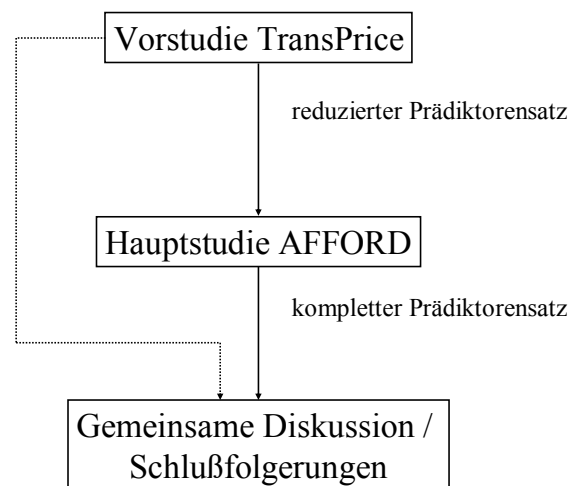 Vorstudie TransPrice
reduzierter Prädiktorensatz
Hauptstudie AFFORD
kompletter Prädiktorensatz
Gemeinsame Diskussion /
Schlußfolgerungen